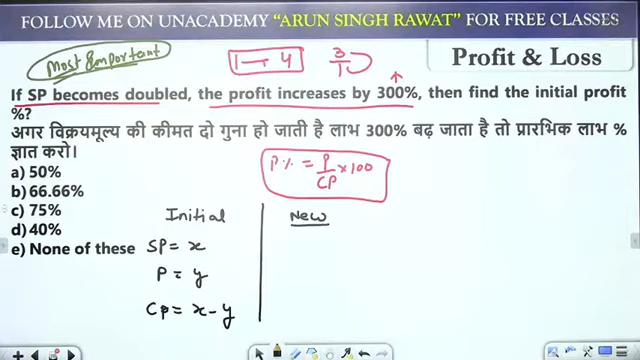 FOLLOW ME ON UNACADEMY “ARUN SINGH RAWAT” FOR FREE CLASSES
Most Important
1 → 4
3/1
Profit & Loss
If SP becomes doubled, the profit increases by 300%, then find the initial profit
%?
अगर विक्रयमूल्य की कीमत दो गुना हो जाती है लाभ 300% बढ़ जाता है तो प्रारभिक लाभ %
ज्ञात करो।
P% = P/CP × 100
a) 50%
b) 66.66%
c) 75%
d) 40%
e) None of these
Initial
SP = x
P = y
CP = x - y
New